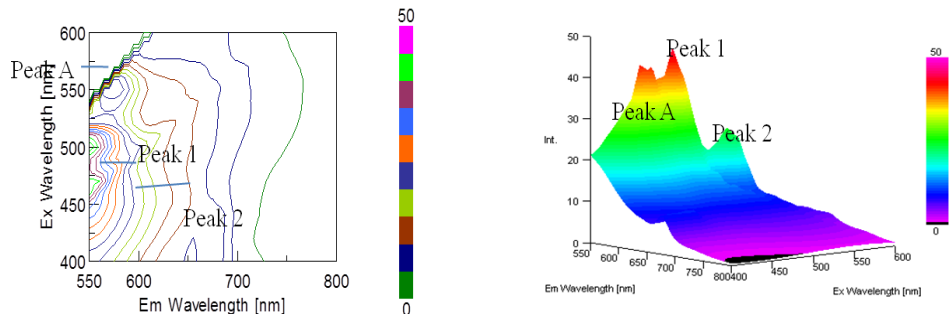 50
600
Peak A
550
500
Peak 1
450
Peak 2
400
550 600 700 800
Ex Wavelength [nm]
Em Wavelength [nm]
0
50
40
30
20
10
0
Int.
Peak 1
Peak A
Peak 2
550 600 650 700 750 800 400 450 500 550 600
Em Wavelength [nm]
Ex Wavelength [nm]
50
0